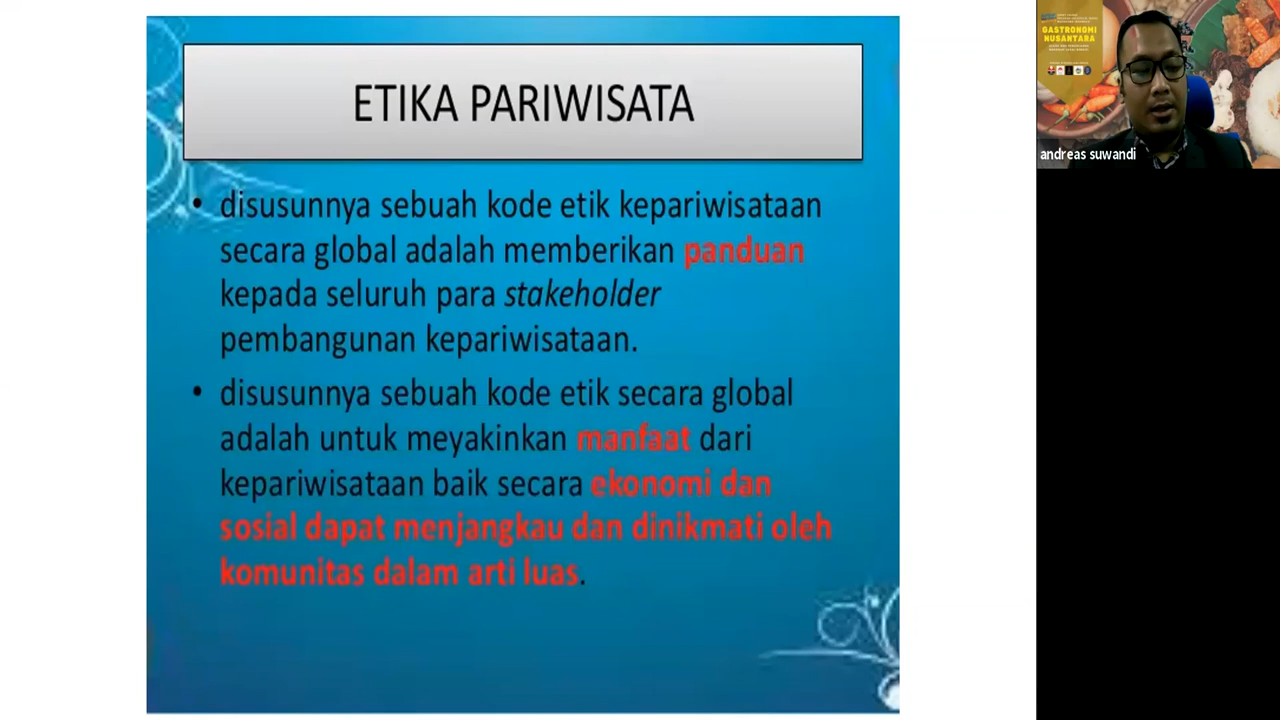 ETIKA PARIWISATA
• disusunnya sebuah kode etik kepariwisataan
secara global adalah memberikan panduan
kepada seluruh para stakeholder
pembangunan kepariwisataan.
• disusunnya sebuah kode etik secara global
adalah untuk meyakinkan manfaat dari
kepariwisataan baik secara ekonomi dan
sosial dapat menjangkau dan dinikmati oleh
komunitas dalam arti luas.
GASTRONOMI
NUSANTARA
andreas suwandi